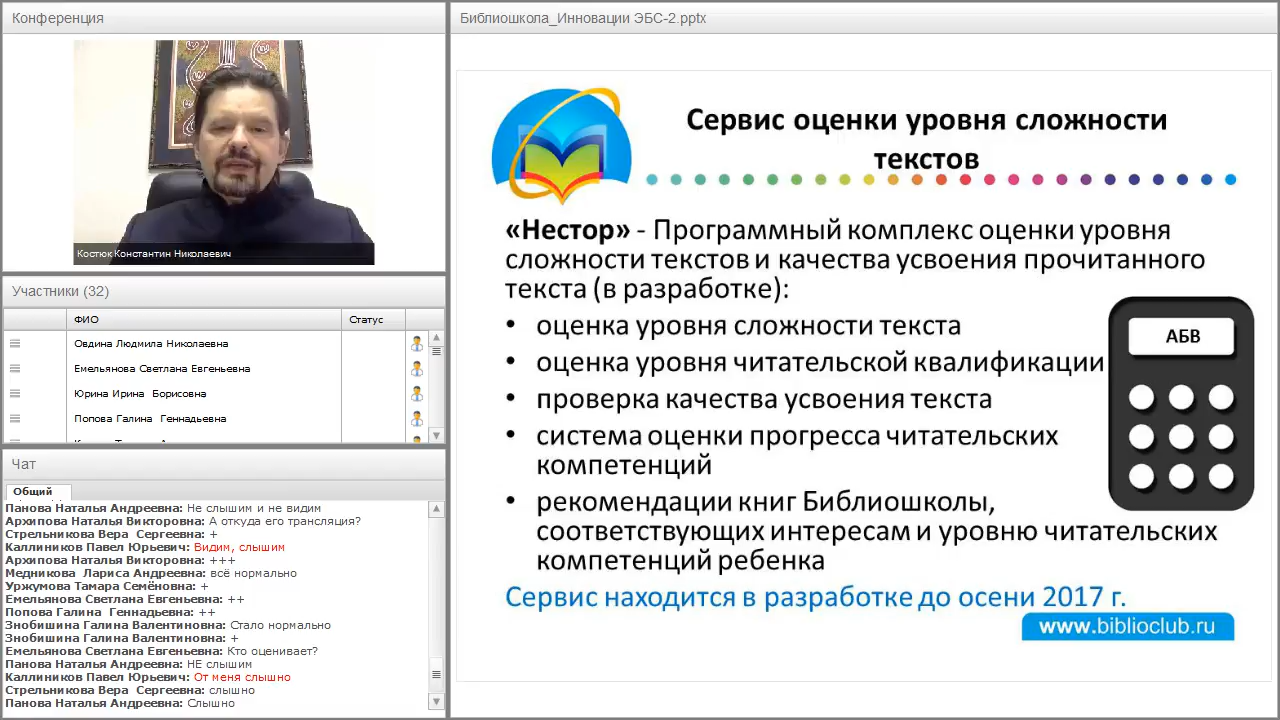 Конференция
Костюк Константин Николаевич
Участники (32)
ФИО
Статус
Овдина Людмила Николаевна
Емельянова Светлана Евгеньевна
Юрина Ирина Борисовна
Попова Галина Геннадьевна
Чат
Общий
Панова Наталья Андреевна: Не слышим и не видим
Архипова Наталья Викторовна: А откуда его трансляция?
Стрельникова Вера Сергеевна: +
Каллиников Павел Юрьевич: Видим, слышим
Архипова Наталья Викторовна: +++
Медникова Лариса Андреевна: всё нормально
Уржумова Тамара Семёновна: +
Емельянова Светлана Евгеньевна: ++
Попова Галина Геннадьевна: ++
Знобишина Галина Валентиновна: Стало нормально
Знобишина Галина Валентиновна: +
Емельянова Светлана Евгеньевна: Кто оценивает?
Панова Наталья Андреевна: НЕ слышим
Каллиников Павел Юрьевич: От меня слышно
Стрельникова Вера Сергеевна: слышно
Панова Наталья Андреевна: Слышно
Библиошкола_Инновации ЭБС-2.pptx
Сервис оценки уровня сложности
текстов
«Нестор» - Программный комплекс оценки уровня
сложности текстов и качества усвоения прочитанного
текста (в разработке):
• оценка уровня сложности текста
• оценка уровня читательской квалификации
• проверка качества усвоения текста
• система оценки прогресса читательских
компетенций
• рекомендации книг Библиошколы,
соответствующих интересам и уровню читательских
компетенций ребенка
АБВ
Сервис находится в разработке до осени 2017 г.
www.biblioclub.ru